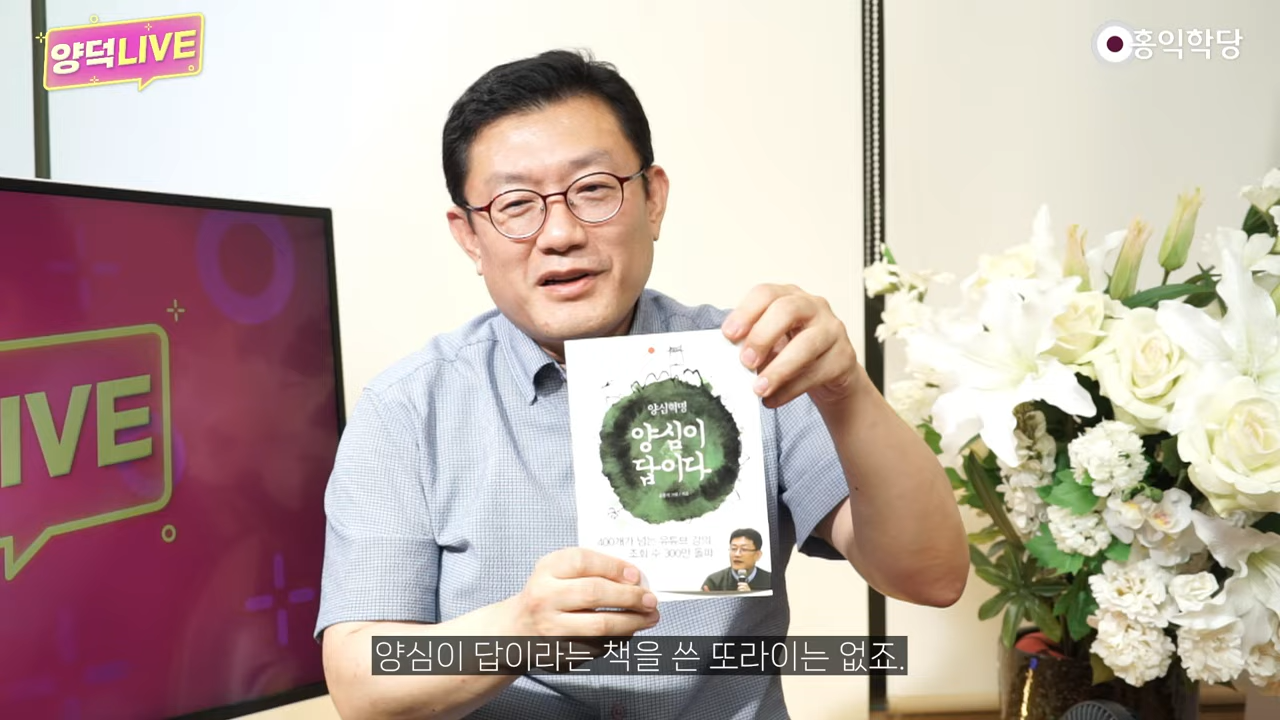 양덕LIVE
홍익학당
IVE
양심혁명
양심이
답이다
400개가 넘는 유튜브 강의
조회 수 300만 돌파
양심이 답이라는 책을 쓴 또라이는 없죠.